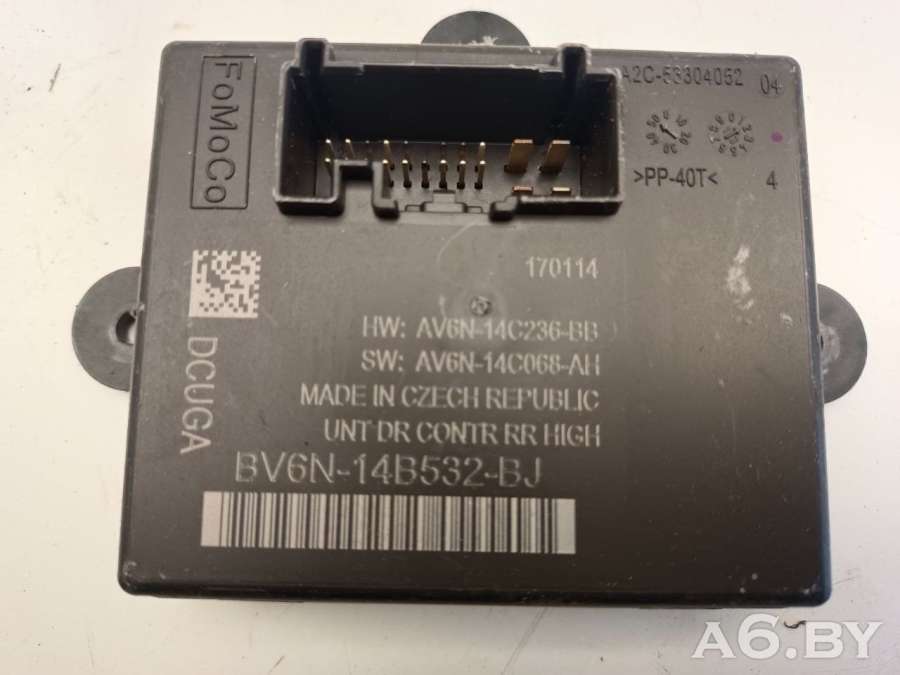 FoMoCo
A2C-53304052 04
>PP-40T< 4
170114
HW: AV6N-14C236-BB
SW: AV6N-14C068-AH
MADE IN CZECH REPUBLIC
UNT DR CONTR RR HIGH
DCUGA
BV6N-14B532-BJ
A6.BY